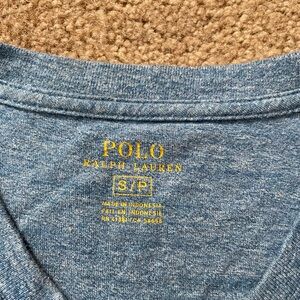 POLO
RALPH LAUREN
S/P
MADE IN INDONESIA
FAIT EN INDONESIE